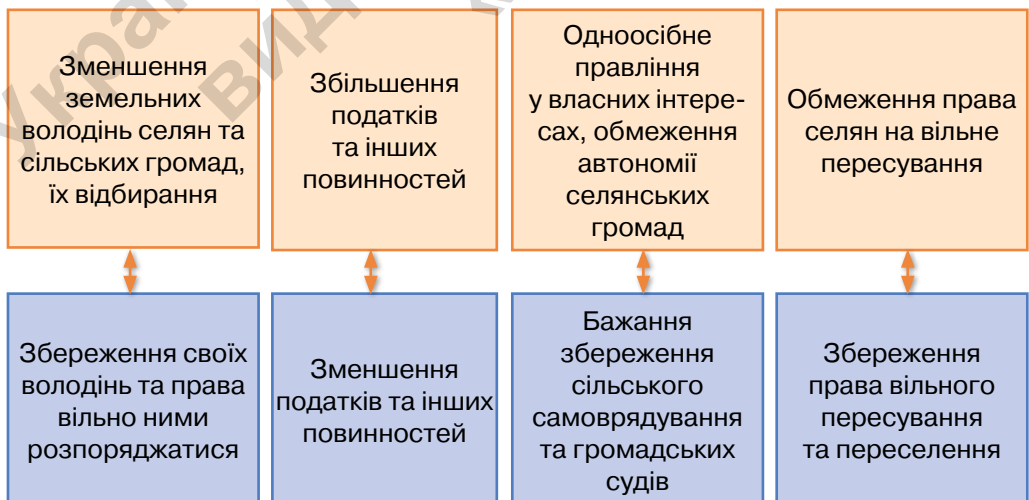 Зменшення
земельних
володінь селян та
сільських громад,
їх відбирання
Збільшення
податків
та інших
повинностей
Одноосібне
правління
у власних інтере-
сах, обмеження
автономії
селянських
громад
Обмеження права
селян на вільне
пересування
Збереження своїх
володінь та права
вільно ними
розпоряджатися
Зменшення
податків та інших
повинностей
Бажання
збереження
сільського
самоврядування
та громадських
судів
Збереження
права вільного
пересування
та переселення